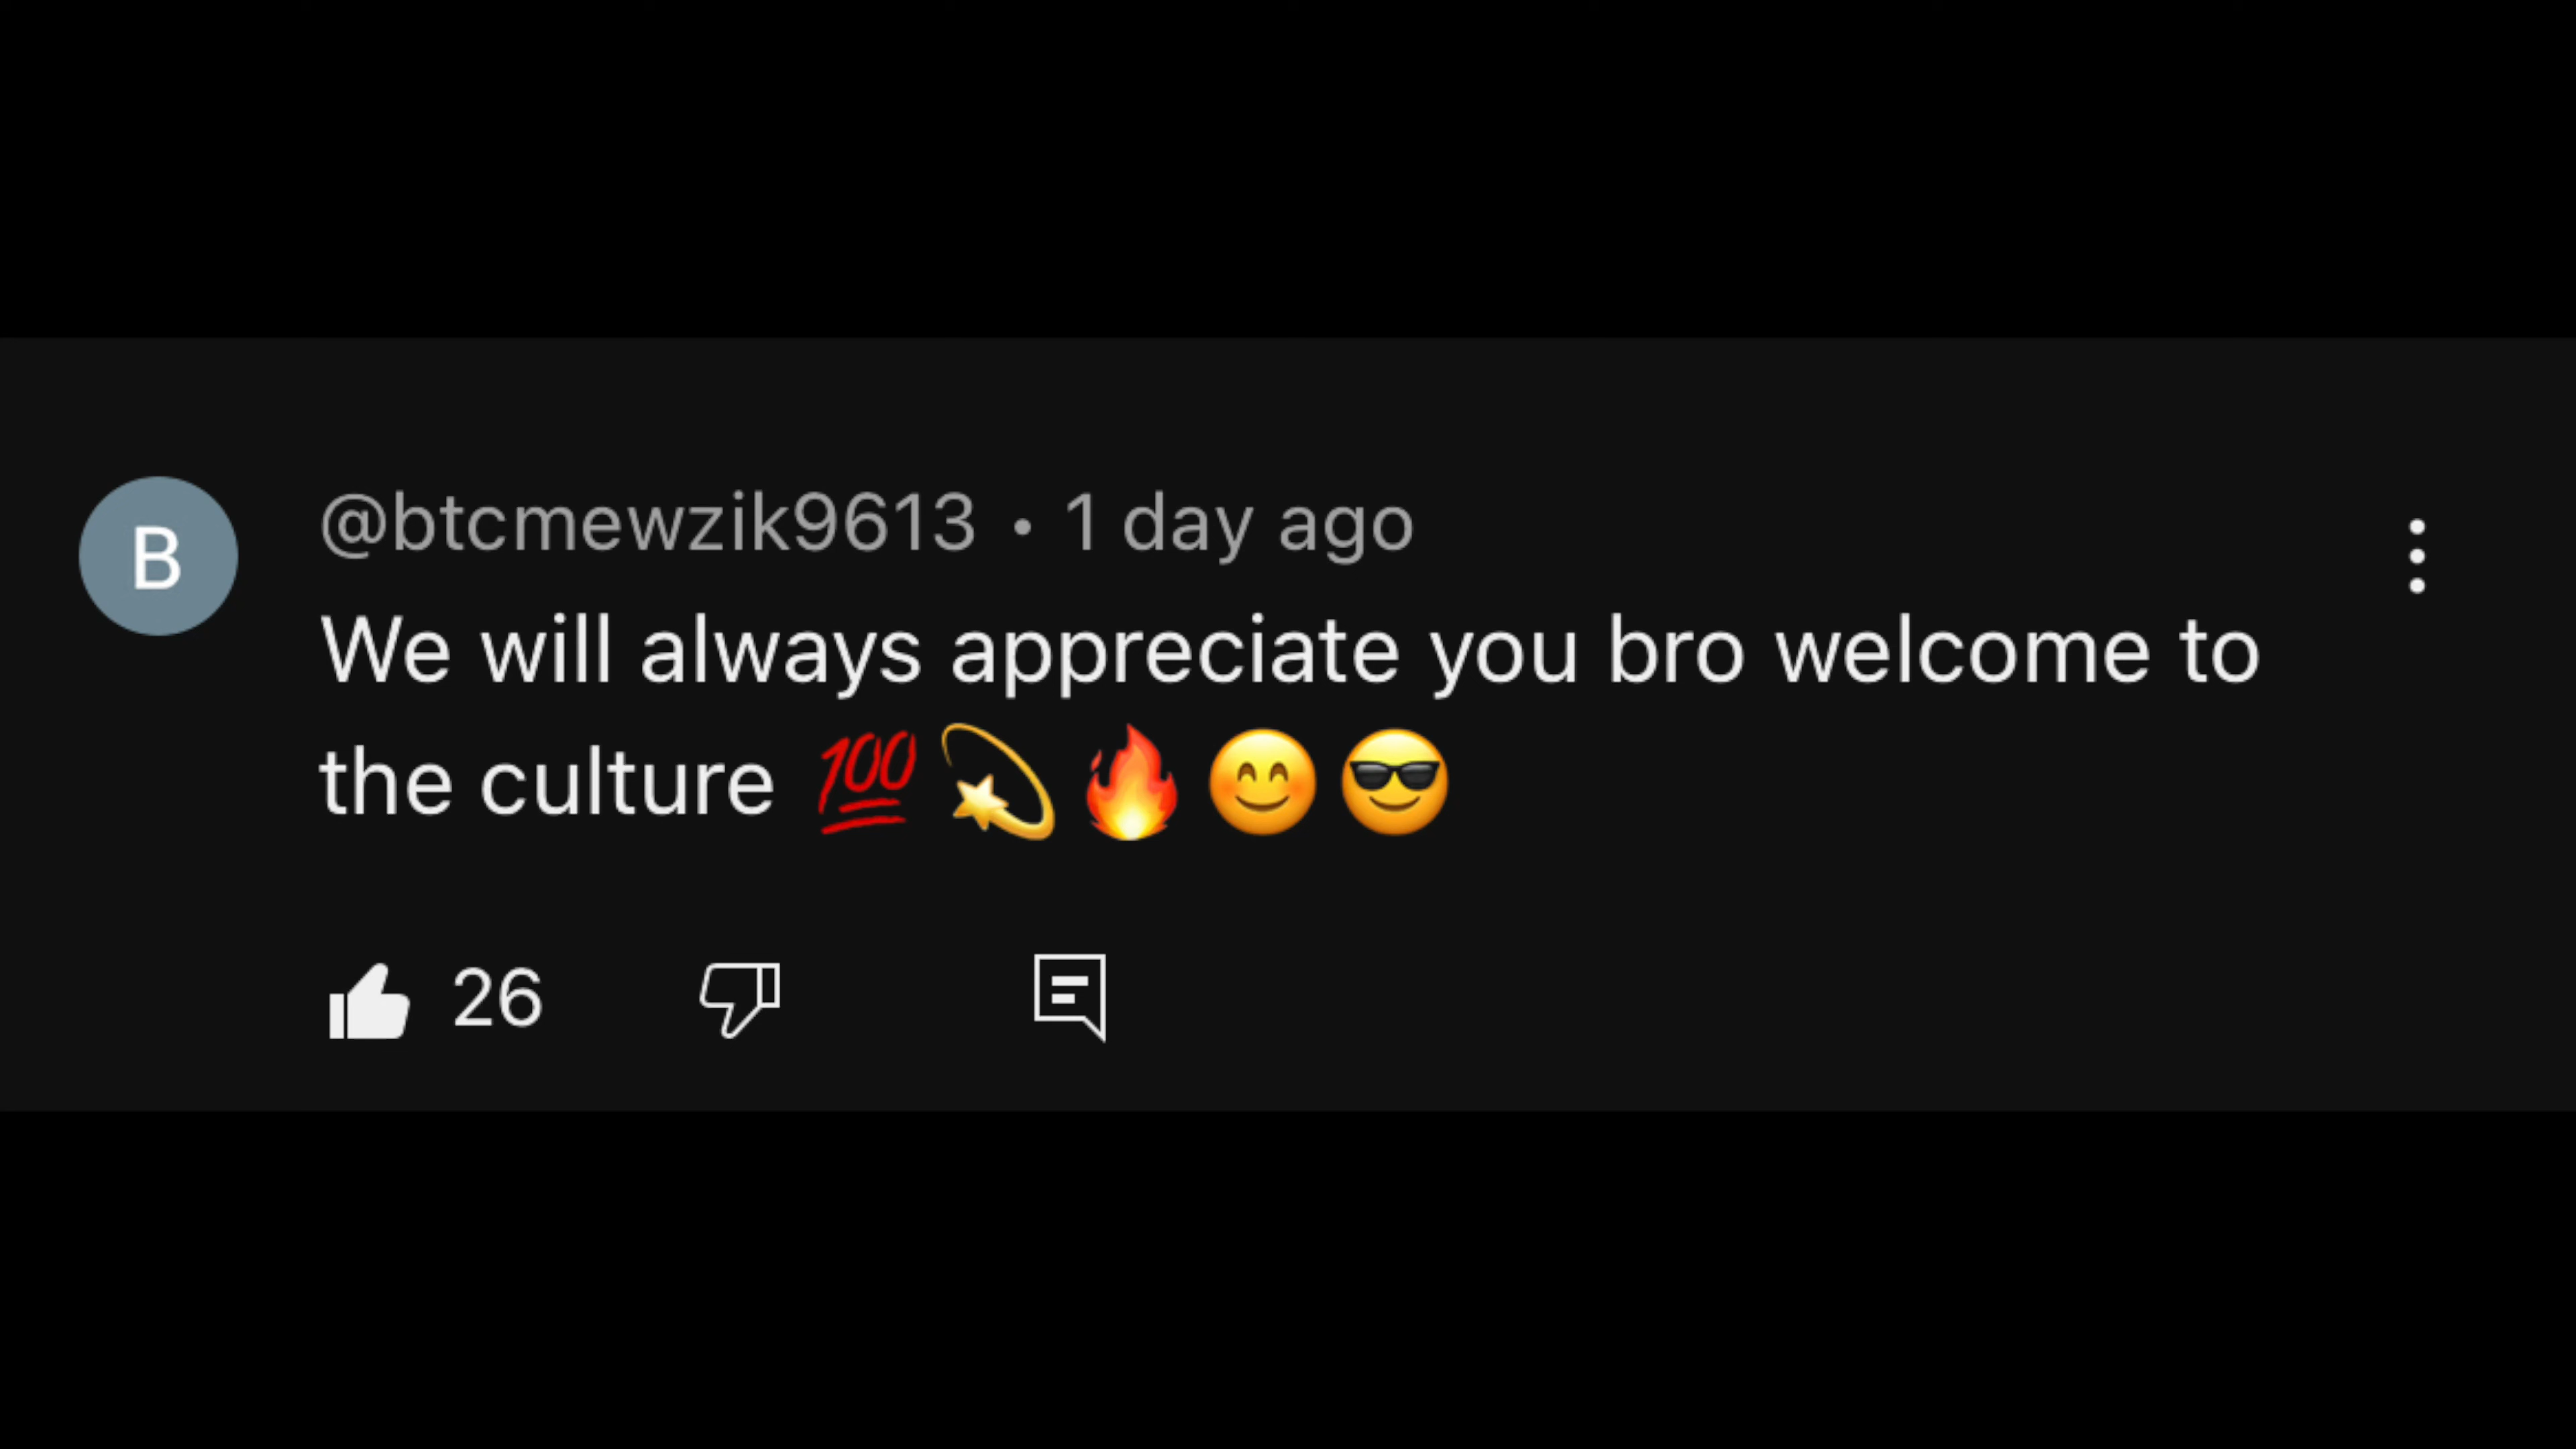 B
@btcmewzik9613 • 1 day ago
We will always appreciate you bro welcome to
the culture 💯💫🔥😊😎
26